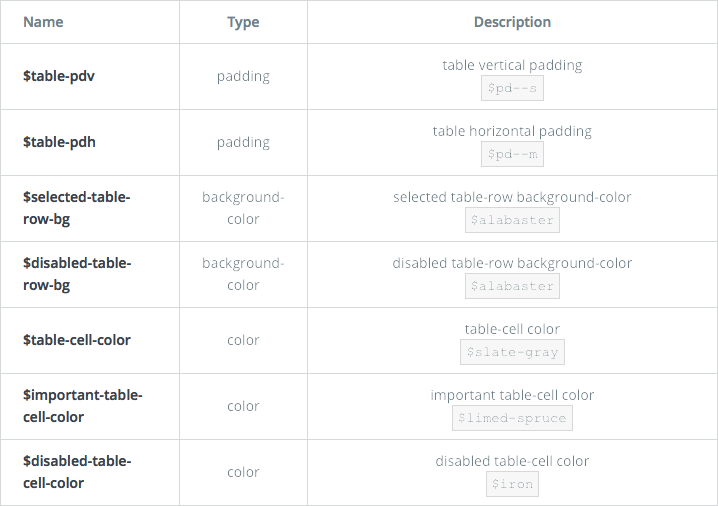 Name Type Description
$table-pdv padding table vertical padding
$pd--s
$table-pdh padding table horizontal padding
$pd--m
$selected-table-
row-bg
background-
color
selected table-row background-color
$alabaster
$disabled-table-
row-bg
background-
color
disabled table-row background-color
$alabaster
$table-cell-color color table-cell color
$slate-gray
$important-table-
cell-color
color
important table-cell color
$limed-spruce
$disabled-table-
cell-color
color
disabled table-cell color
$iron